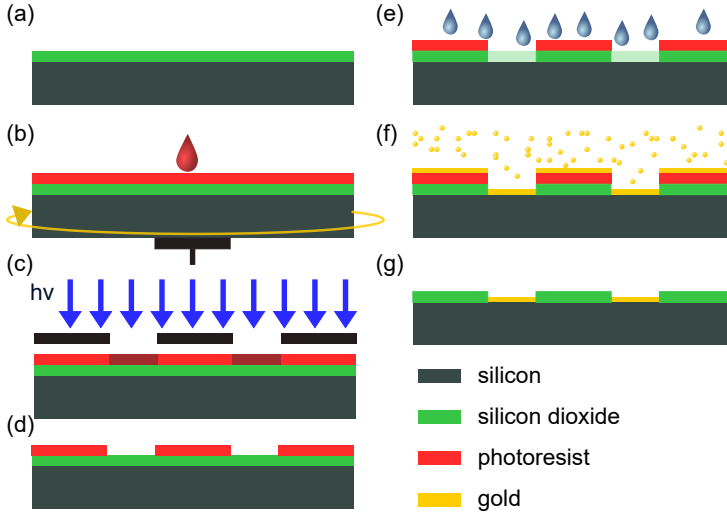 (a)
(b)
(c)
hv
(d)
(e)
(f)
(g)
silicon
silicon dioxide
photoresist
gold